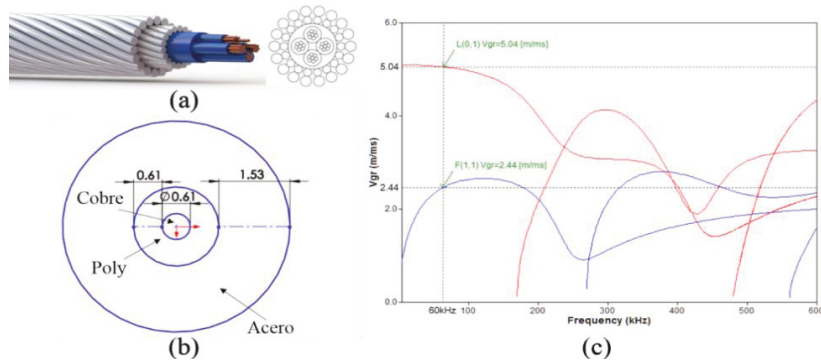 (a)
0.61
1.53
Cobre
Ø0.61
Poly
Acero
(b)
Vgr (m/ms)
6.0
5.04
4.0
2.44
2.0
0.0
L(0,1) Vgr=5.04 [m/ms]
F(1,1) Vgr=2.44 [m/ms]
60kHz
100
200
300
400
500
600
Frequency (kHz)
(c)